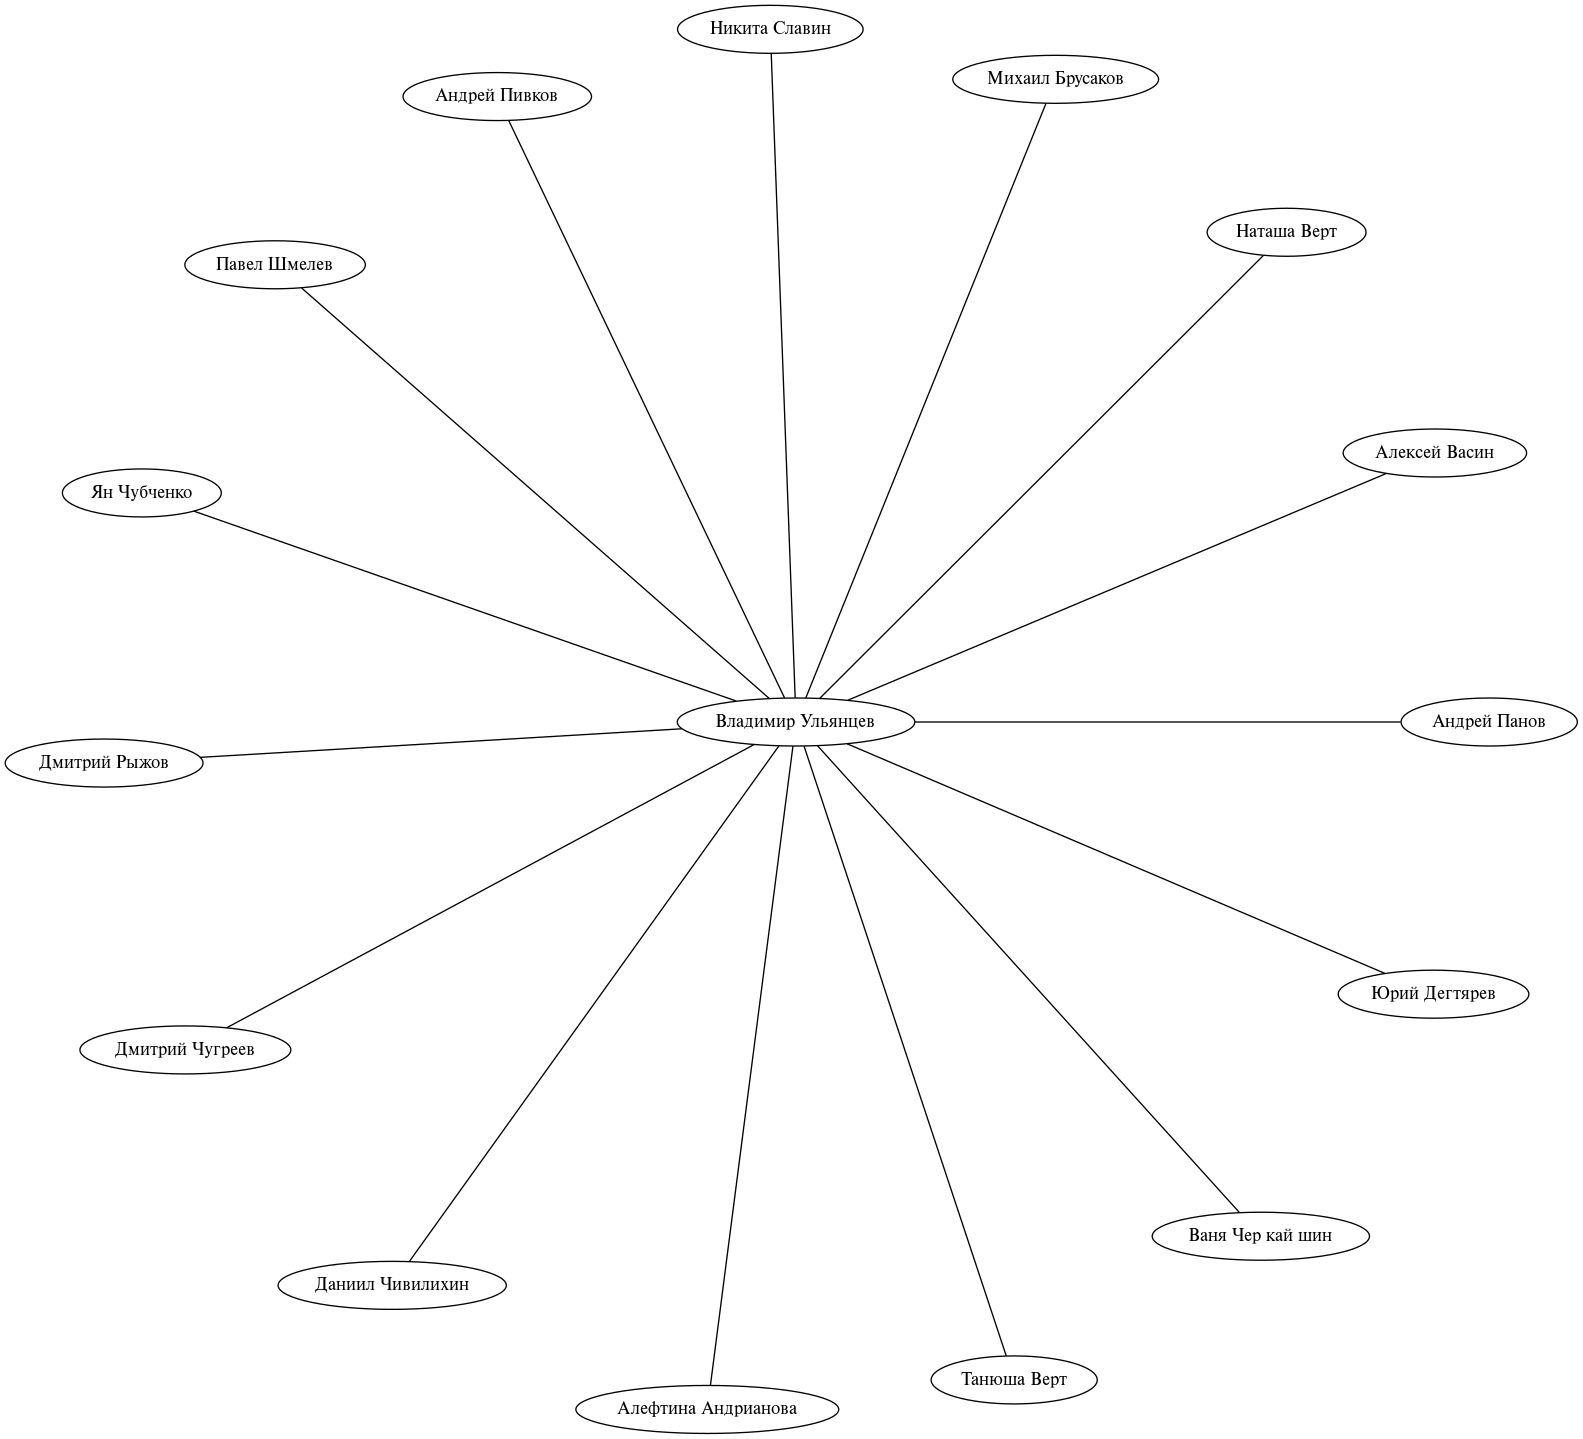 Никита Славин
Михаил Брусаков
Андрей Пивков
Наташа Верт
Павел Шмелев
Алексей Васин
Ян Чубченко
Владимир Ульянцев
Андрей Панов
Дмитрий Рыжов
Юрий Дегтярев
Дмитрий Чугреев
Ваня Чер кай шин
Даниил Чивилихин
Танюша Верт
Алефтина Андрианова